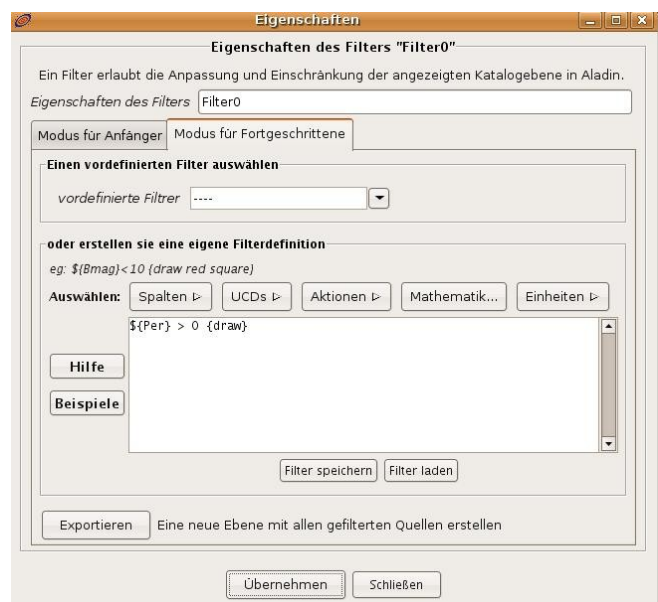 Eigenschaften
Eigenschaften des Filters "Filter0"
Ein Filter erlaubt die Anpassung und Einschränkung der angezeigten Katalogebene in Aladin.
Eigenschaften des Filters Filter0
Modus für Anfänger Modus für Fortgeschrittene
Einen vordefinierten Filter auswählen
vordefinierte Filtrer ----
oder erstellen sie eine eigene Filterdefinition
eg: ${Bmag}<10 {draw red square}
Auswählen: Spalten ▷ UCDs ▷ Aktionen ▷ Mathematik... Einheiten ▷
${Per} > 0 {draw}
Hilfe
Beispiele
Filter speichern Filter laden
Exportieren Eine neue Ebene mit allen gefilterten Quellen erstellen
Übernehmen Schließen